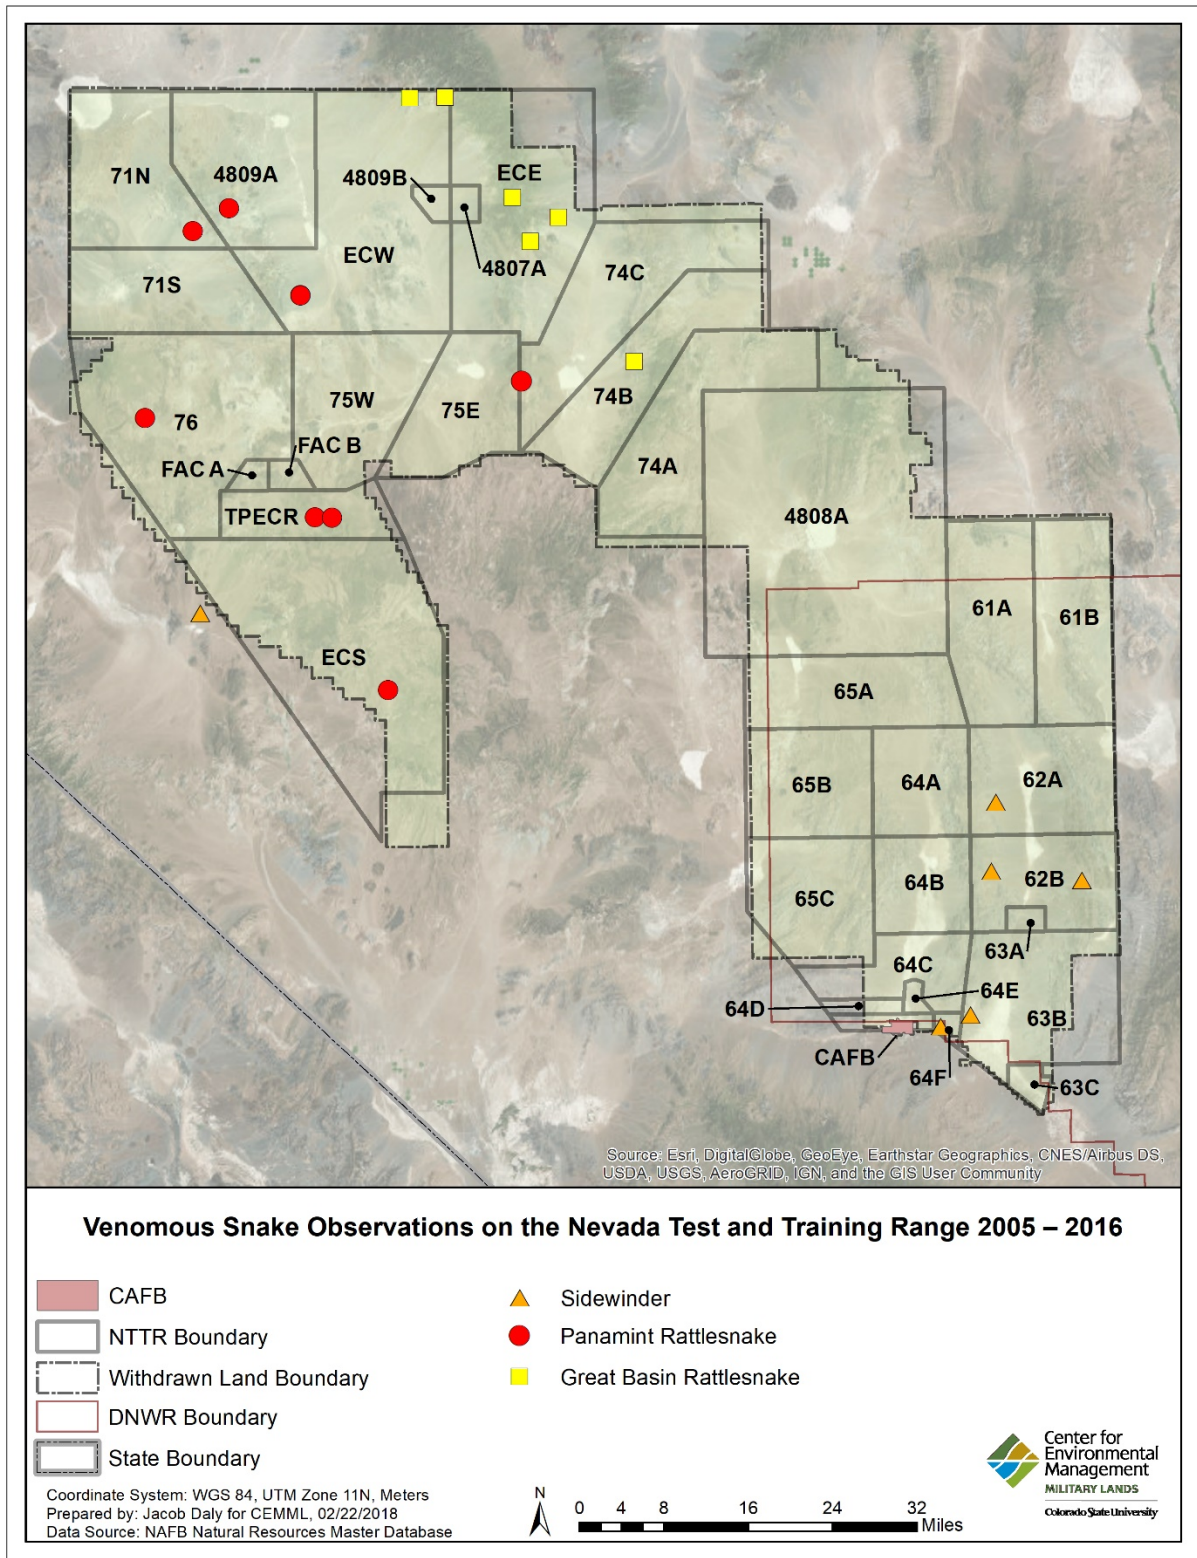 71N
4809A
4809B
ECE
ECW
4807A
71S
74C
76
75W
75E
74B
FAC A
FAC B
74A
TPECR
4808A
61A
61B
ECS
65A
65B
64A
62A
65C
64B
62B
63A
64C
64D
64E
63B
CAFB
64F
63C
Source: Esri, DigitalGlobe, GeoEye, Earthstar Geographics, CNES/Airbus DS,
USDA, USGS, AeroGRID, IGN, and the GIS User Community
Venomous Snake Observations on the Nevada Test and Training Range 2005 – 2016
CAFB
NTTR Boundary
Withdrawn Land Boundary
DNWR Boundary
State Boundary
Sidewinder
Panamint Rattlesnake
Great Basin Rattlesnake
Coordinate System: WGS 84, UTM Zone 11N, Meters
Prepared by: Jacob Daly for CEMML, 02/22/2018
Data Source: NAFB Natural Resources Master Database
N
0 4 8 16 24 32
Miles
Center for
Environmental
Management
MILITARY LANDS
Colorado State University